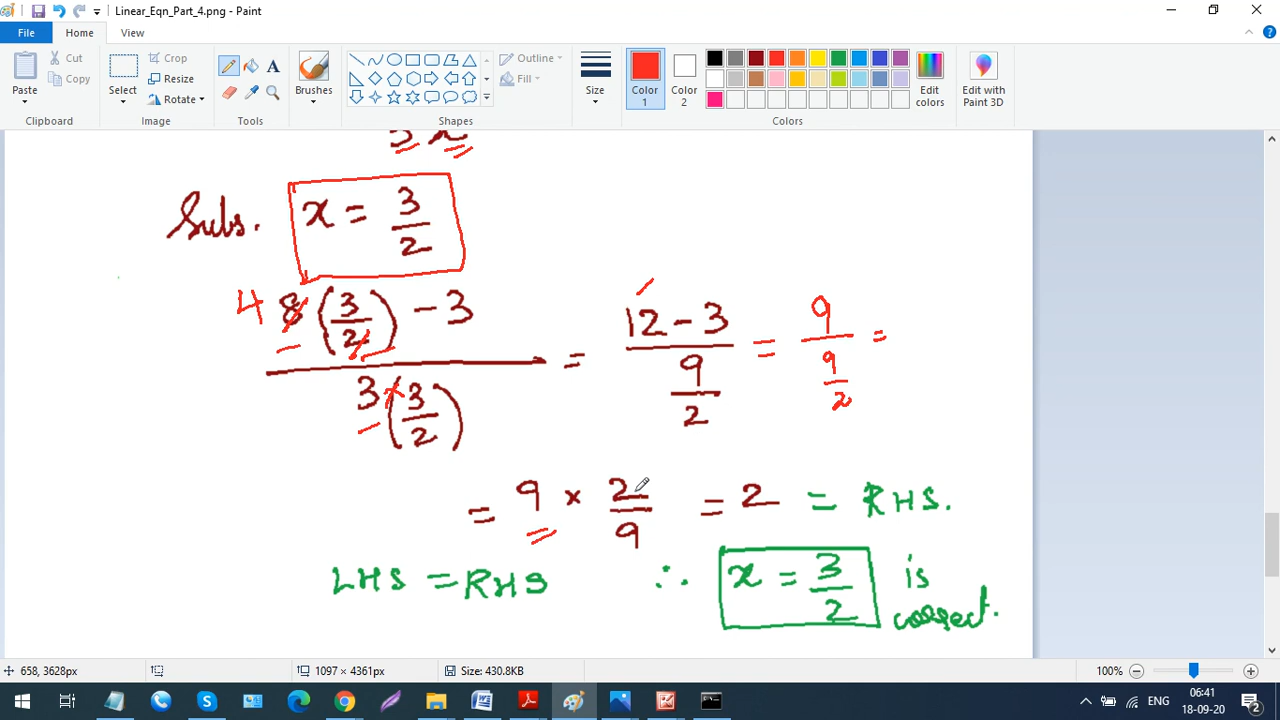 Linear_Eqn_Part_4.png - Paint
File Home View
Paste Cut Copy Clipboard
Select Crop Resize Rotate Image
Tools
Brushes
Outline Fill Shapes
Size
Color 1 Color 2 Edit colors Edit with Paint 3D Colors
3x
Subs. x = 3/2
4 8(3/2) - 3 / 3×(3/2) = 12 - 3 / 9/2 = 9 / 9/2 =
= 9 × 2/9 = 2 = RHS.
LHS = RHS ∴ x = 3/2 is correct.
658, 3628px 1097 × 4361px Size: 430.8KB 100%
ENG 06:41 18-09-20 2